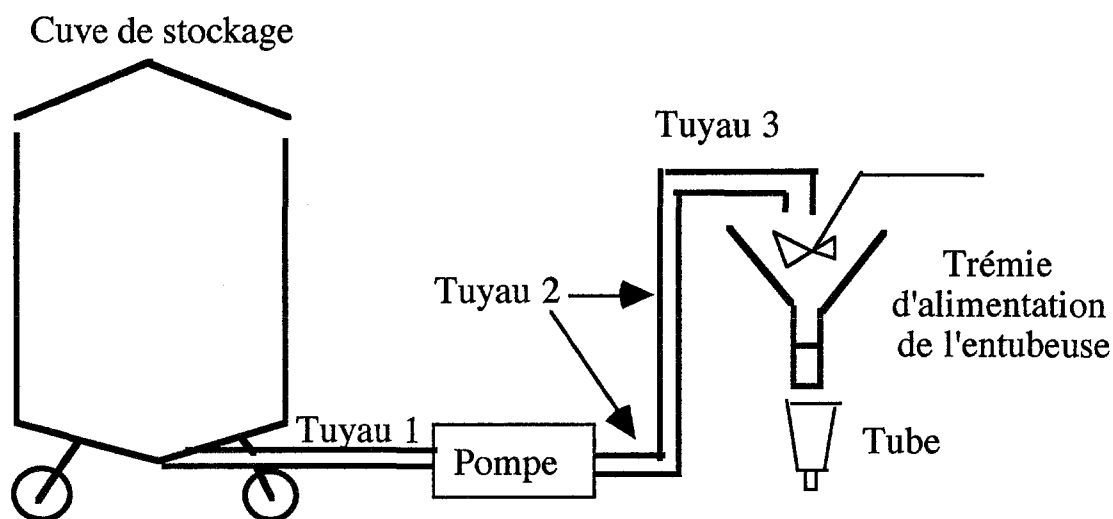 Cuve de stockage
Tuyau 3
Tuyau 2
Trémie
d'alimentation
de l'entubeuse
Tuyau 1
Pompe
Tube